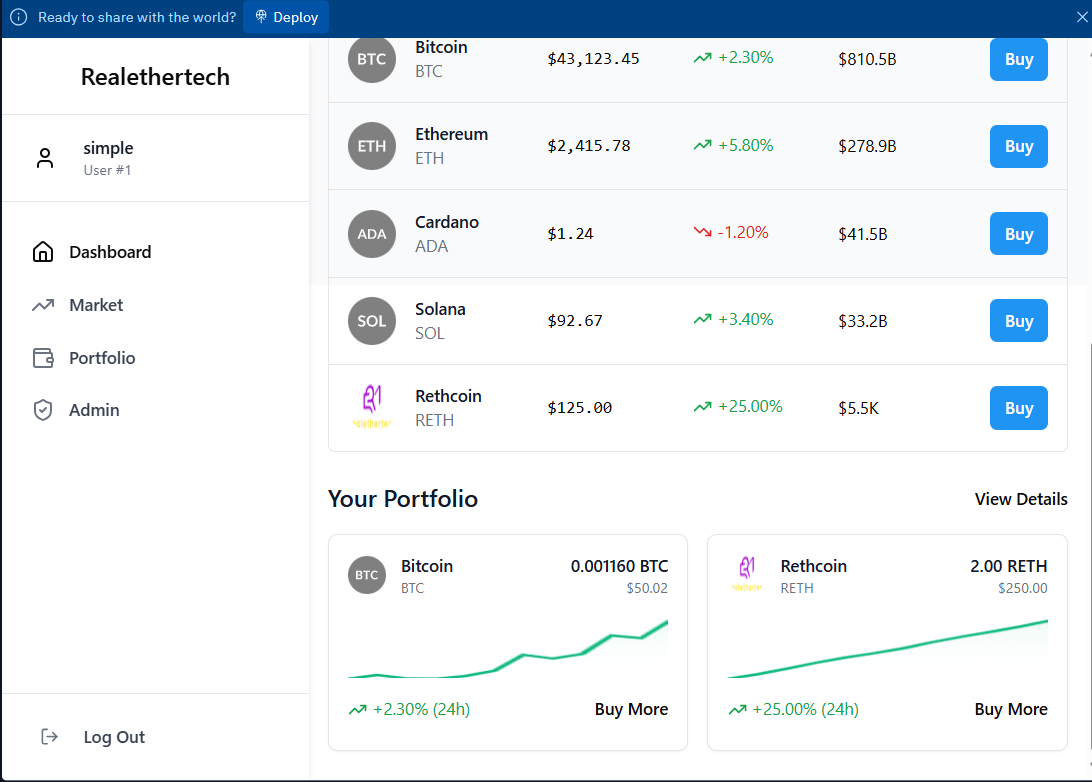 Ready to share with the world? Deploy
Realethertech
simple
User #1
Dashboard
Market
Portfolio
Admin
Log Out
BTC Bitcoin $43,123.45 +2.30% $810.5B Buy
BTC
ETH Ethereum $2,415.78 +5.80% $278.9B Buy
ETH
ADA Cardano $1.24 -1.20% $41.5B Buy
ADA
SOL Solana $92.67 +3.40% $33.2B Buy
SOL
Rethcoin $125.00 +25.00% $5.5K Buy
RETH
Your Portfolio View Details
BTC Bitcoin 0.001160 BTC
BTC $50.02
+2.30% (24h) Buy More
Rethcoin 2.00 RETH
RETH $250.00
+25.00% (24h) Buy More